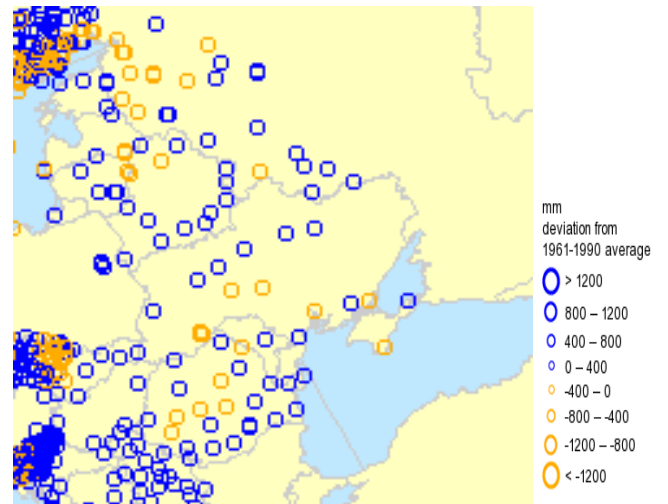 mm
deviation from
1961-1990 average
> 1200
800 – 1200
400 – 800
0 – 400
-400 – 0
-800 – -400
-1200 – -800
< -1200